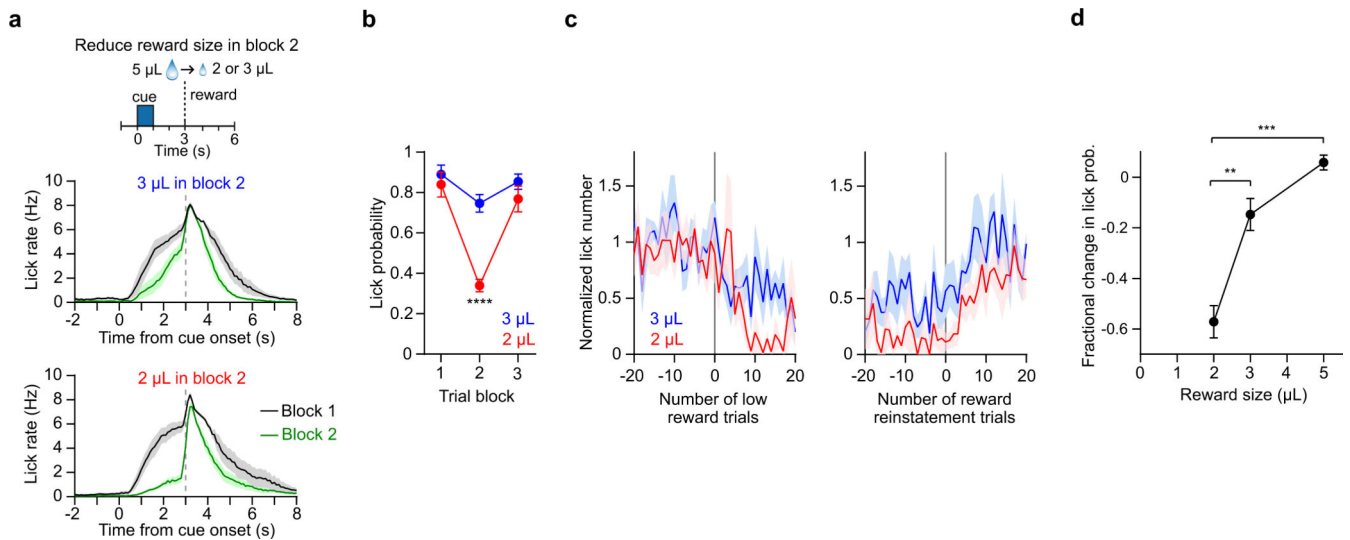 a
Reduce reward size in block 2
5 µL → 2 or 3 µL
cue
reward
0 3 6
Time (s)
3 µL in block 2
Lick rate (Hz)
10
8
6
4
2
0
-2 0 2 4 6 8
Time from cue onset (s)
2 µL in block 2
Lick rate (Hz)
10
8
6
4
2
0
Block 1
Block 2
-2 0 2 4 6 8
Time from cue onset (s)
b
Lick probability
1
0.8
0.6
0.4
0.2
0
****
3 µL
2 µL
1 2 3
Trial block
c
Normalized lick number
1.5
1
0.5
0
3 µL
2 µL
-20 -10 0 10 20
Number of low
reward trials
1.5
1
0.5
0
-20 -10 0 10 20
Number of reward
reinstatement trials
d
Fractional change in lick prob.
0
-0.2
-0.4
-0.6
***
**
0 1 2 3 4 5
Reward size (µL)